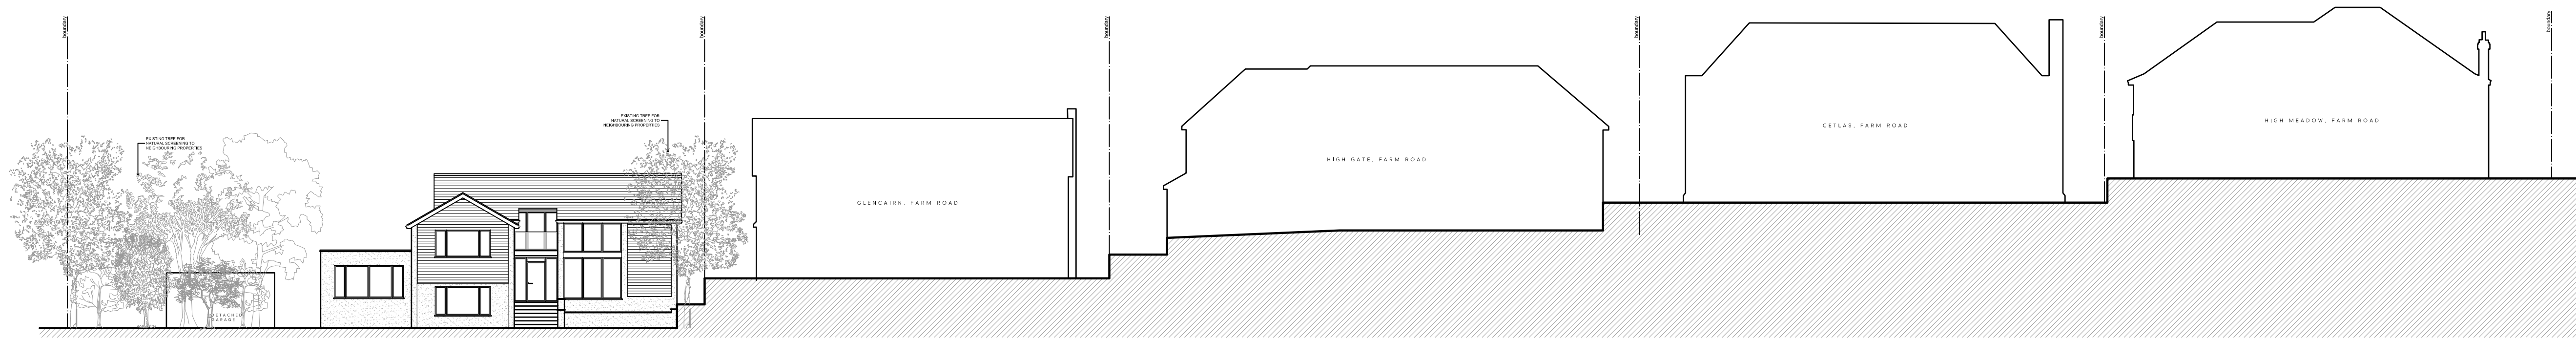 boundary
boundary
boundary
boundary
boundary
boundary
EXISTING TREE FOR
NATURAL SCREENING TO
NEIGHBOURING PROPERTIES
EXISTING TREE FOR
NATURAL SCREENING TO
NEIGHBOURING PROPERTIES
DETACHED
GARAGE
GLENCAIRN, FARM ROAD
HIGH GATE, FARM ROAD
CETLAS, FARM ROAD
HIGH MEADOW, FARM ROAD